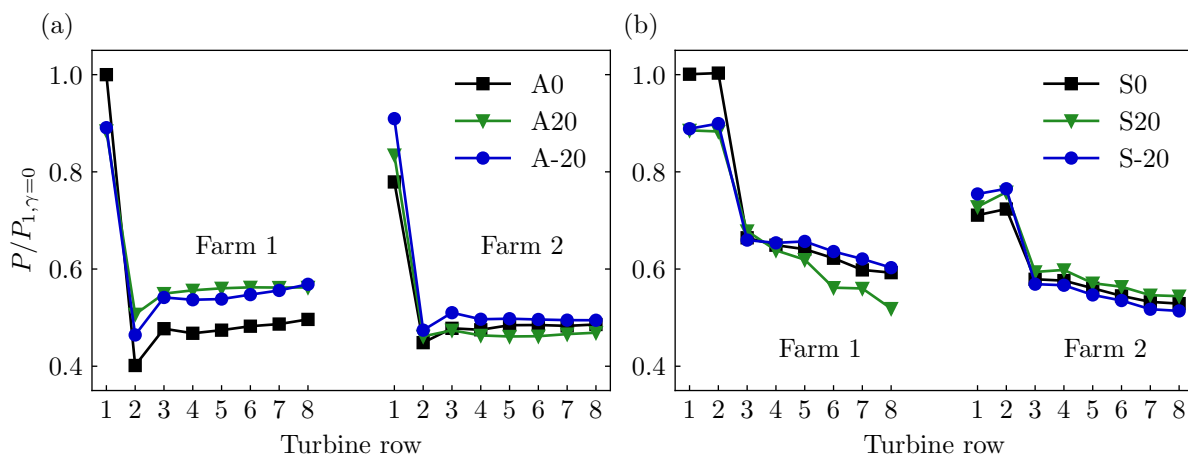 (a)
P/P₁,γ=0
1.0
0.8
0.6
0.4
A0
A20
A-20
Farm 1
Farm 2
1 2 3 4 5 6 7 8 1 2 3 4 5 6 7 8
Turbine row
(b)
1.0
0.8
0.6
0.4
S0
S20
S-20
Farm 1
Farm 2
1 2 3 4 5 6 7 8 1 2 3 4 5 6 7 8
Turbine row